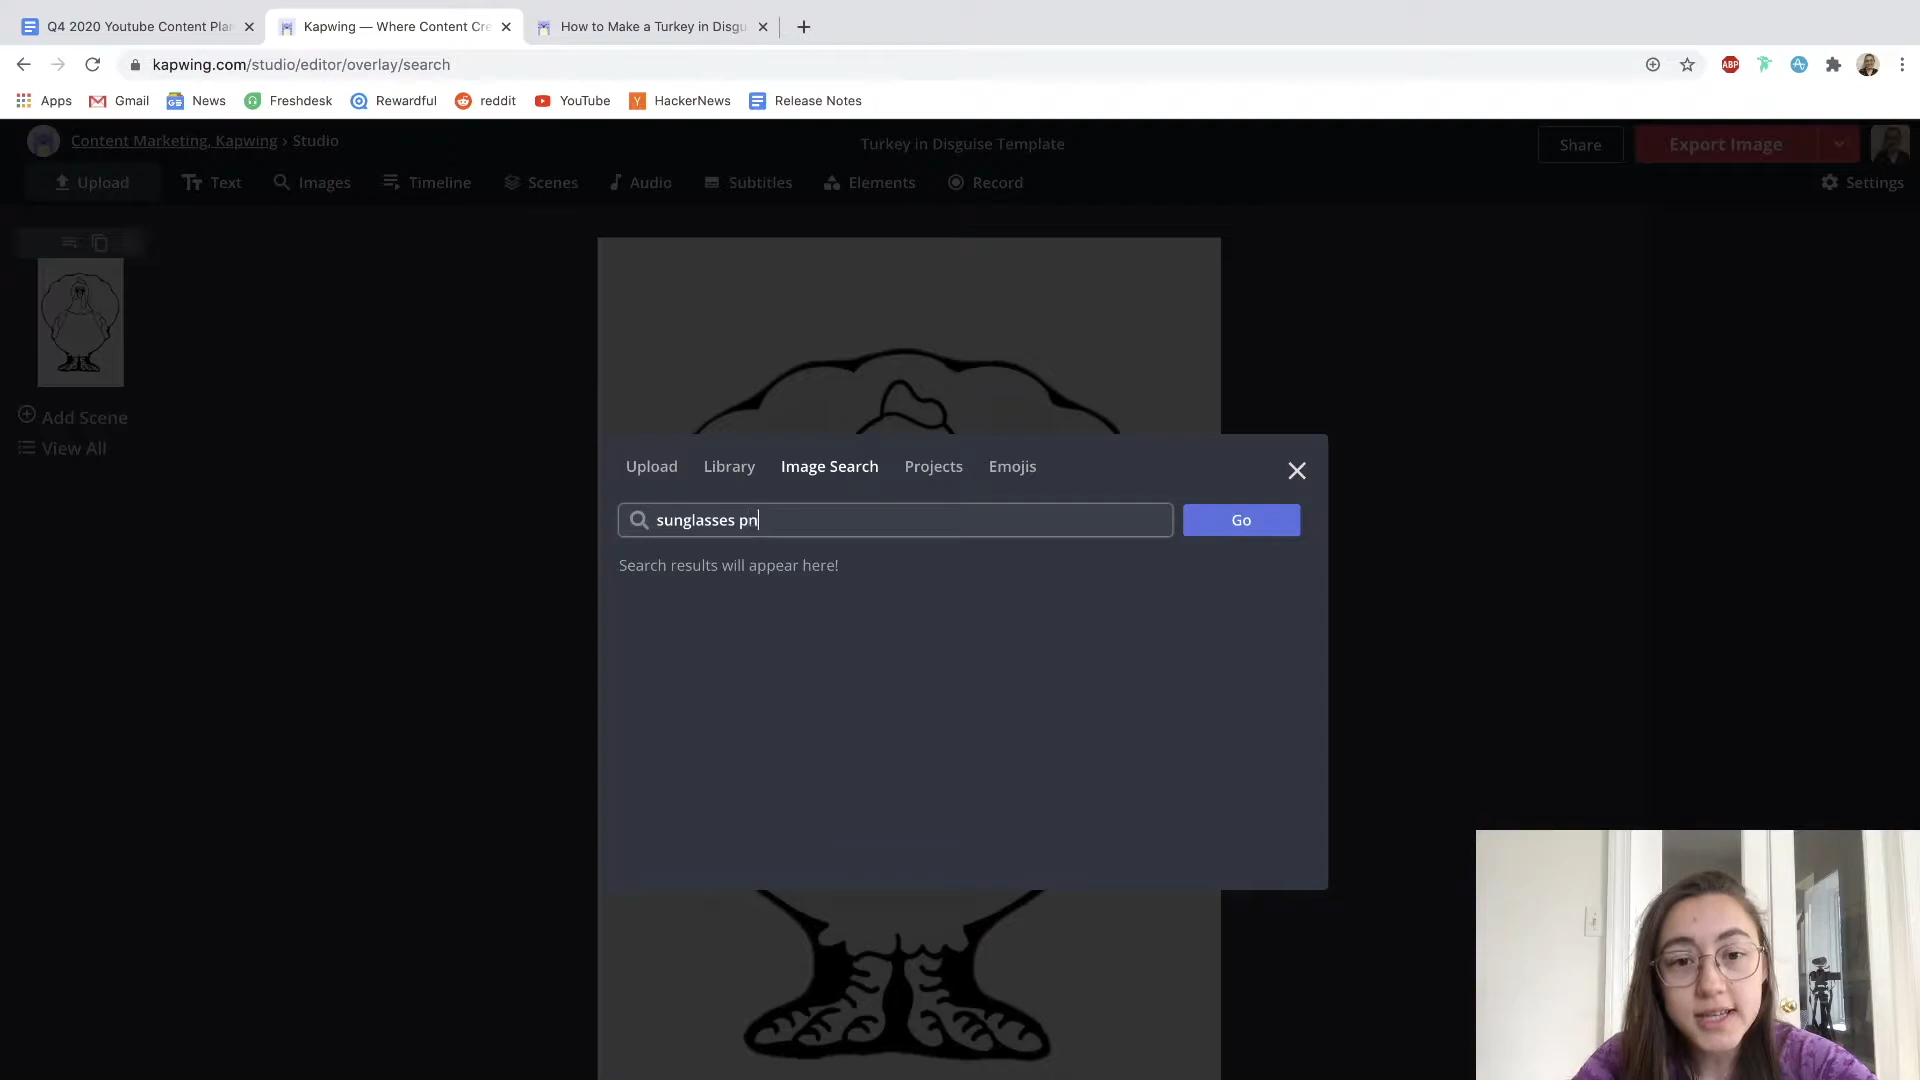 Q4 2020 Youtube Content Plan
Kapwing — Where Content Cre
How to Make a Turkey in Disgu
kapwing.com/studio/editor/overlay/search
ABP
Apps
Gmail
News
Freshdesk
Rewardful
reddit
YouTube
HackerNews
Release Notes
Content Marketing, Kapwing › Studio
Turkey in Disguise Template
Share
Export Image
Upload
Text
Images
Timeline
Scenes
Audio
Subtitles
Elements
Record
Settings
Add Scene
View All
Upload
Library
Image Search
Projects
Emojis
sunglasses pn
Go
Search results will appear here!